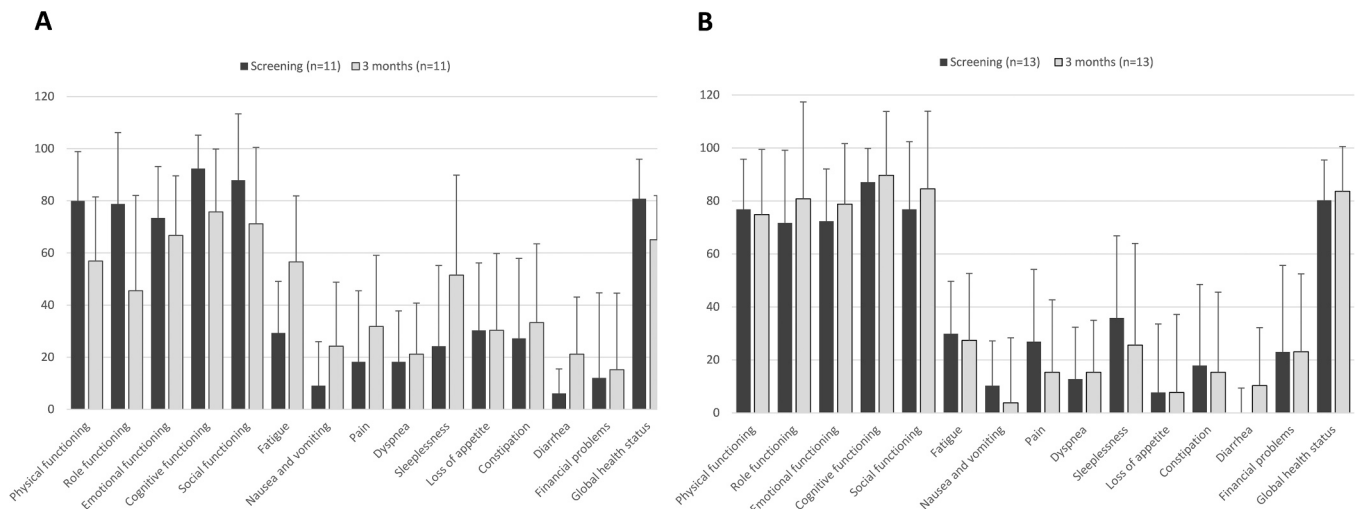 A
Screening (n=11) 3 months (n=11)
120
100
80
60
40
20
0
Physical functioning
Role functioning
Emotional functioning
Cognitive functioning
Social functioning
Fatigue
Nausea and vomiting
Pain
Dyspnea
Sleeplessness
Loss of appetite
Constipation
Diarrhea
Financial problems
Global health status
B
Screening (n=13) 3 months (n=13)
120
100
80
60
40
20
0
Physical functioning
Role functioning
Emotional functioning
Cognitive functioning
Social functioning
Fatigue
Nausea and vomiting
Pain
Dyspnea
Sleeplessness
Loss of appetite
Constipation
Diarrhea
Financial problems
Global health status